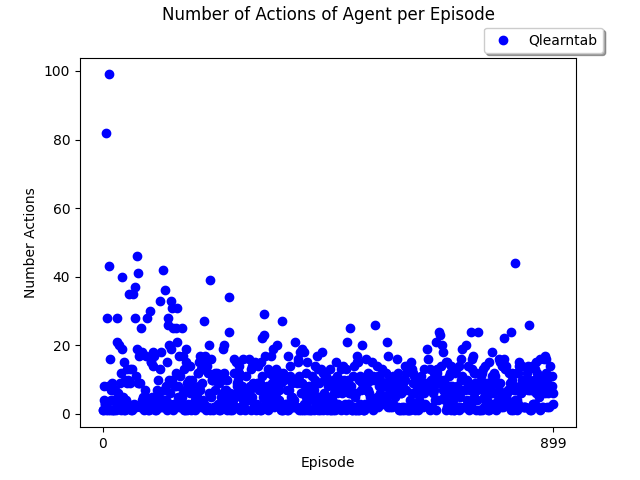 Number of Actions of Agent per Episode
Qlearntab
100
80
60
40
20
0
Number Actions
0 899
Episode